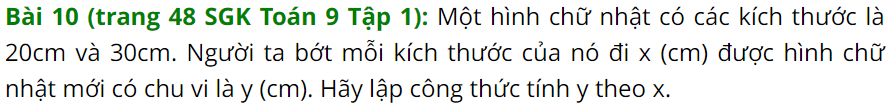 Bài 10 (trang 48 SGK Toán 9 Tập 1): Một hình chữ nhật có các kích thước là
20cm và 30cm. Người ta bớt mỗi kích thước của nó đi x (cm) được hình chữ
nhật mới có chu vi là y (cm). Hãy lập công thức tính y theo x.